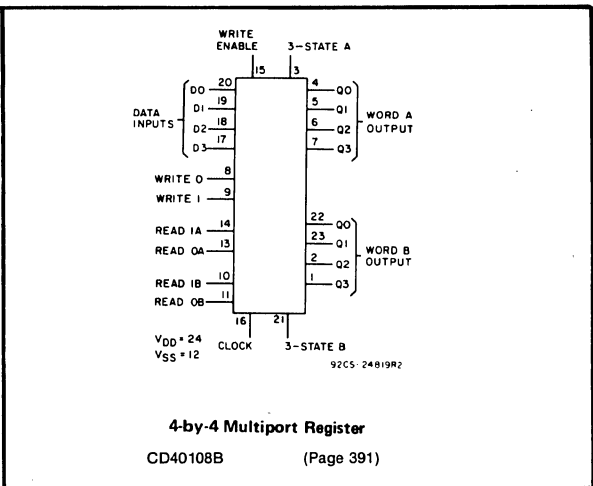 WRITE
ENABLE 3-STATE A
15 3
D0 20
D1 19
D2 18
D3 17
DATA
INPUTS
4 Q0
5 Q1
6 Q2
7 Q3
WORD A
OUTPUT
WRITE 0 8
WRITE 1 9
READ 1A 14
READ 0A 13
READ 1B 10
READ 0B 11
22 Q0
23 Q1
2 Q2
1 Q3
WORD B
OUTPUT
16 21
VDD = 24
VSS = 12
CLOCK 3-STATE B
92CS-24819R2
4-by-4 Multiport Register
CD40108B (Page 391)